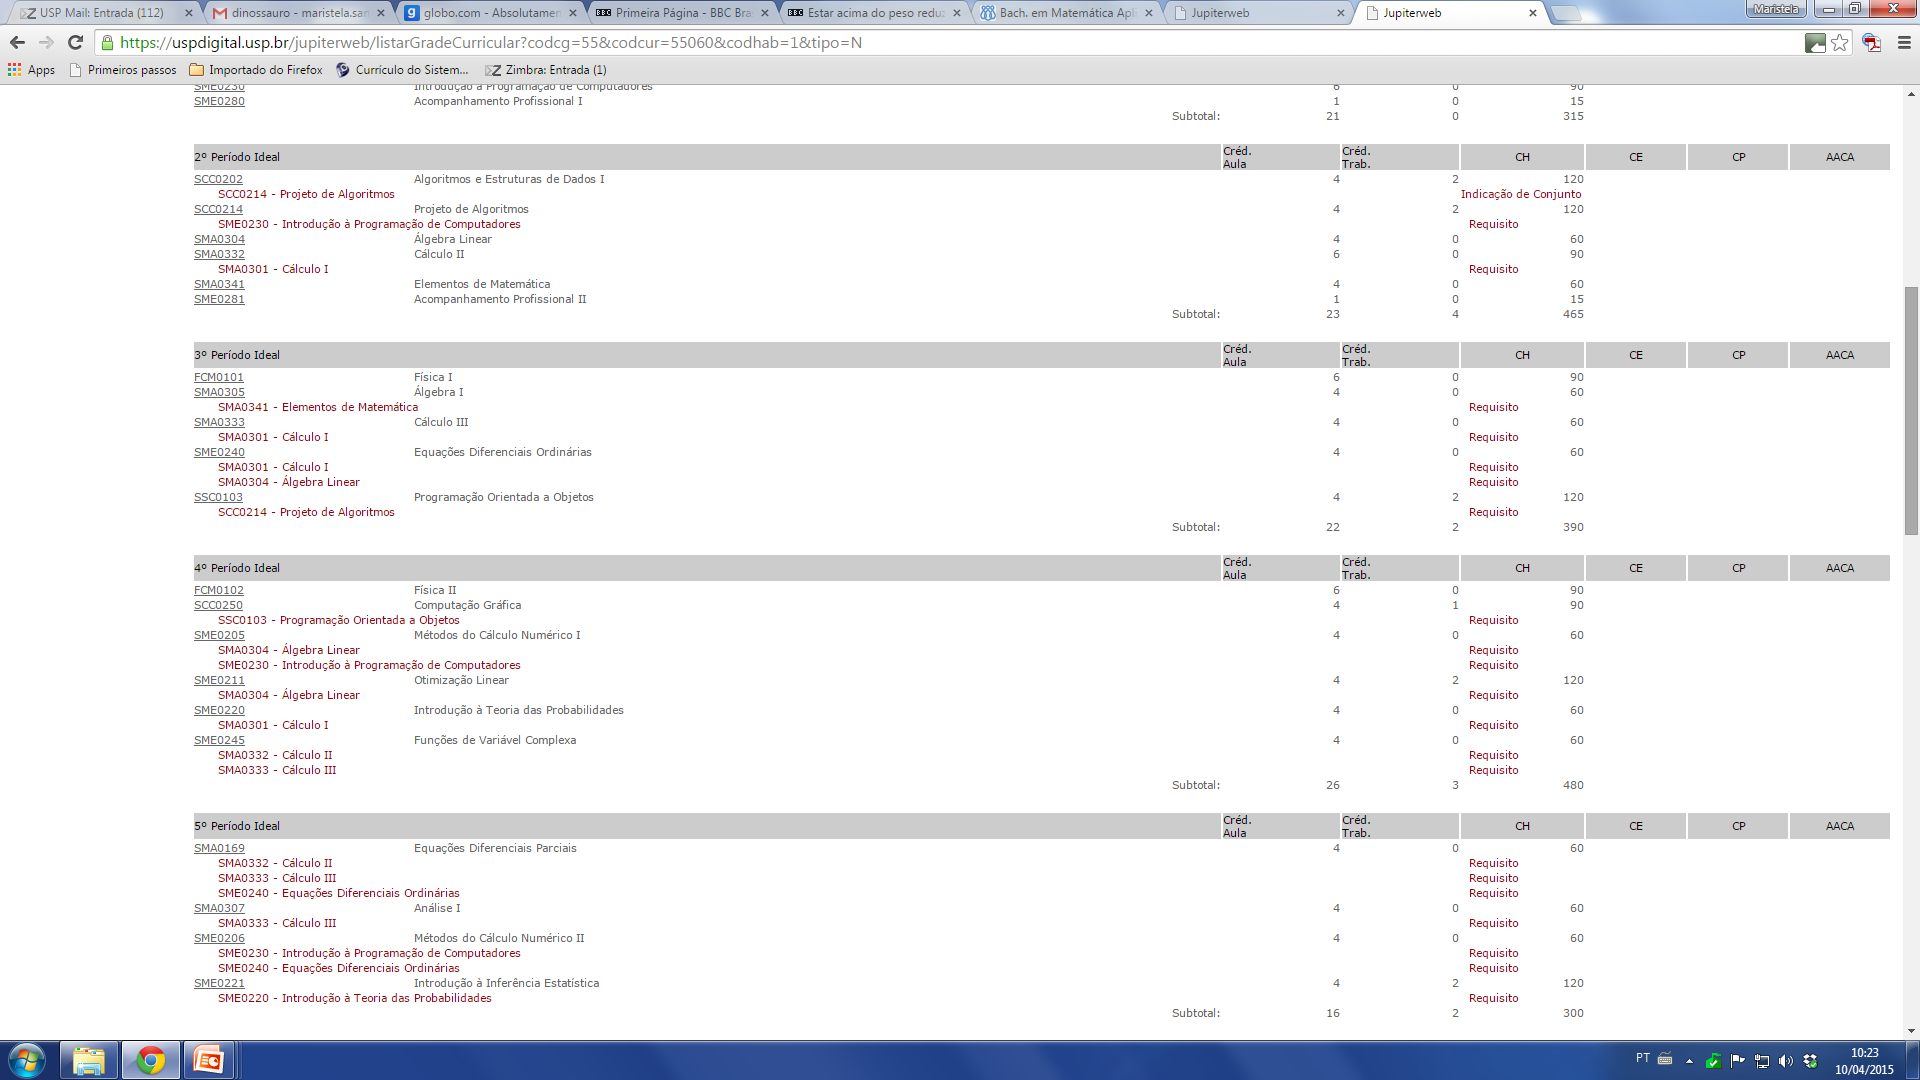 USP Mail: Entrada (112)
dinossauro - maristela.san
globo.com - Absolutamen
Primeira Página - BBC Bra
Estar acima do peso reduz
Bach. em Matemática Apl
Jupiterweb
Jupiterweb
Maristela
https://uspdigital.usp.br/jupiterweb/listarGradeCurricular?codcg=55&codcur=55060&codhab=1&tipo=N
Apps Primeiros passos Importado do Firefox Currículo do Sistem... Zimbra: Entrada (1)
SME0230 Introdução à Programação de Computadores 6 0 90
SME0280 Acompanhamento Profissional I 1 0 15
Subtotal: 21 0 315
2º Período Ideal Créd. Aula Créd. Trab. CH CE CP AACA
SCC0202 Algoritmos e Estruturas de Dados I 4 2 120
SCC0214 - Projeto de Algoritmos Indicação de Conjunto
SCC0214 Projeto de Algoritmos 4 2 120
SME0230 - Introdução à Programação de Computadores Requisito
SMA0304 Álgebra Linear 4 0 60
SMA0332 Cálculo II 6 0 90
SMA0301 - Cálculo I Requisito
SMA0341 Elementos de Matemática 4 0 60
SME0281 Acompanhamento Profissional II 1 0 15
Subtotal: 23 4 465
3º Período Ideal Créd. Aula Créd. Trab. CH CE CP AACA
FCM0101 Física I 6 0 90
SMA0305 Álgebra I 4 0 60
SMA0341 - Elementos de Matemática Requisito
SMA0333 Cálculo III 4 0 60
SMA0301 - Cálculo I Requisito
SME0240 Equações Diferenciais Ordinárias 4 0 60
SMA0301 - Cálculo I Requisito
SMA0304 - Álgebra Linear Requisito
SSC0103 Programação Orientada a Objetos 4 2 120
SCC0214 - Projeto de Algoritmos Requisito
Subtotal: 22 2 390
4º Período Ideal Créd. Aula Créd. Trab. CH CE CP AACA
FCM0102 Física II 6 0 90
SCC0250 Computação Gráfica 4 1 90
SSC0103 - Programação Orientada a Objetos Requisito
SME0205 Métodos do Cálculo Numérico I 4 0 60
SMA0304 - Álgebra Linear Requisito
SME0230 - Introdução à Programação de Computadores Requisito
SME0211 Otimização Linear 4 2 120
SMA0304 - Álgebra Linear Requisito
SME0220 Introdução à Teoria das Probabilidades 4 0 60
SMA0301 - Cálculo I Requisito
SME0245 Funções de Variável Complexa 4 0 60
SMA0332 - Cálculo II Requisito
SMA0333 - Cálculo III Requisito
Subtotal: 26 3 480
5º Período Ideal Créd. Aula Créd. Trab. CH CE CP AACA
SMA0169 Equações Diferenciais Parciais 4 0 60
SMA0332 - Cálculo II Requisito
SMA0333 - Cálculo III Requisito
SME0240 - Equações Diferenciais Ordinárias Requisito
SMA0307 Análise I 4 0 60
SMA0333 - Cálculo III Requisito
SME0206 Métodos do Cálculo Numérico II 4 0 60
SME0230 - Introdução à Programação de Computadores Requisito
SME0240 - Equações Diferenciais Ordinárias Requisito
SME0221 Introdução à Inferência Estatística 4 2 120
SME0220 - Introdução à Teoria das Probabilidades Requisito
Subtotal: 16 2 300
PT
10:23
10/04/2015